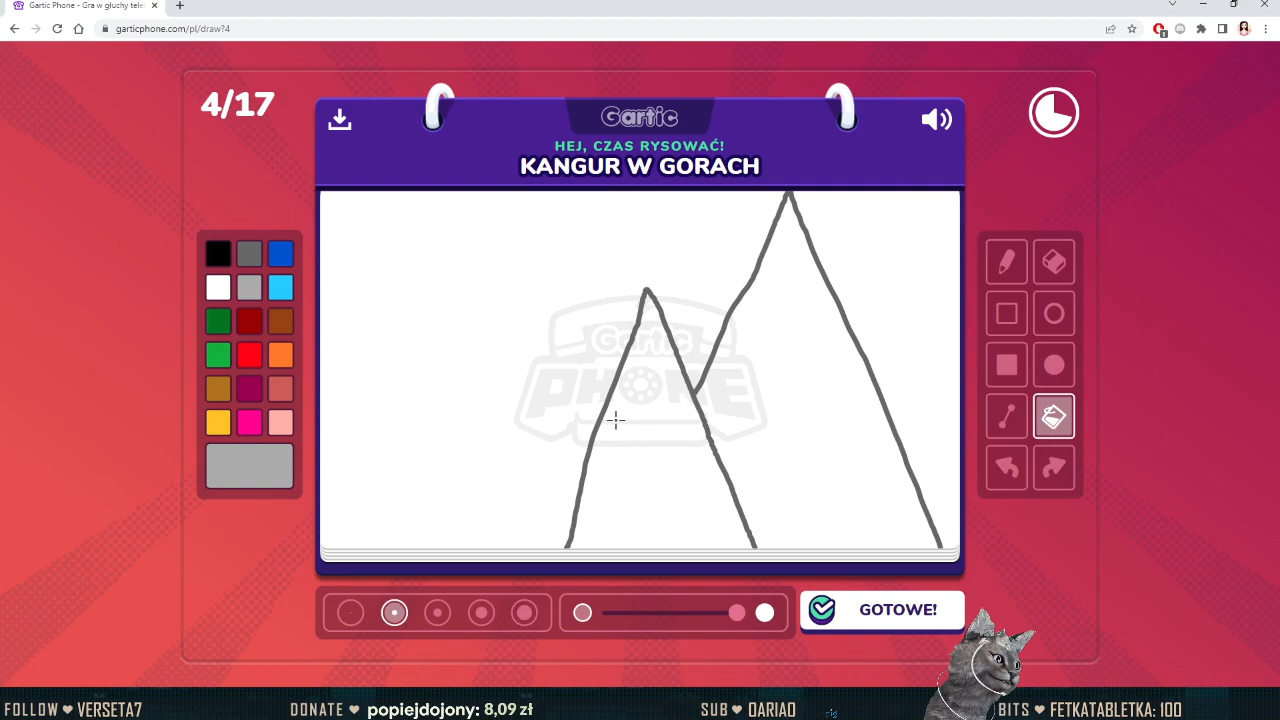 Gartic Phone - Gra w głuchy tele
garticphone.com/pl/draw?4
4/17
Gartic
HEJ, CZAS RYSOWAĆ!
KANGUR W GORACH
Gartic
PHONE
GOTOWE!
FOLLOW ♥ VERSETA7
DONATE ♥ popiejdojony: 8,09 zł
SUB ♥ OARIAO
BITS ♥ FETKATABLETKA: 100